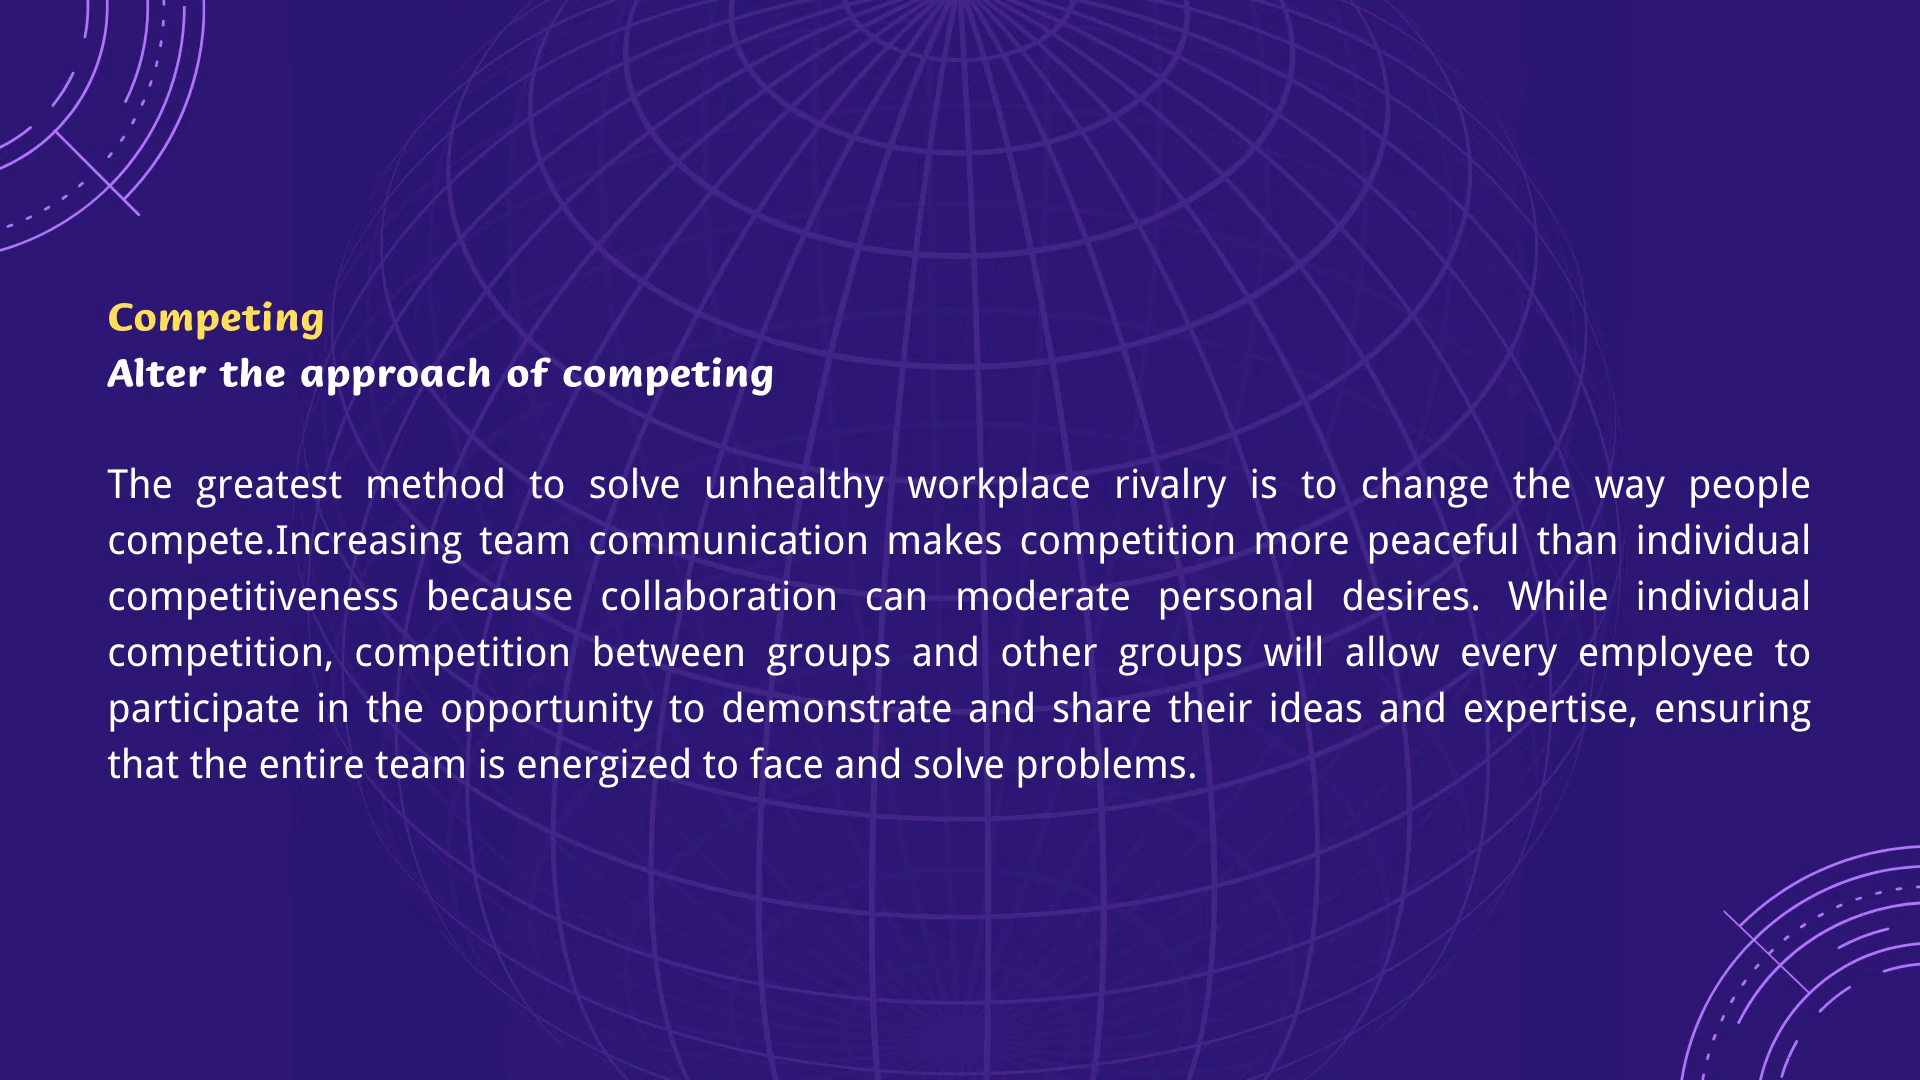 Competing
Alter the approach of competing
The greatest method to solve unhealthy workplace rivalry is to change the way people
compete.Increasing team communication makes competition more peaceful than individual
competitiveness because collaboration can moderate personal desires. While individual
competition, competition between groups and other groups will allow every employee to
participate in the opportunity to demonstrate and share their ideas and expertise, ensuring
that the entire team is energized to face and solve problems.